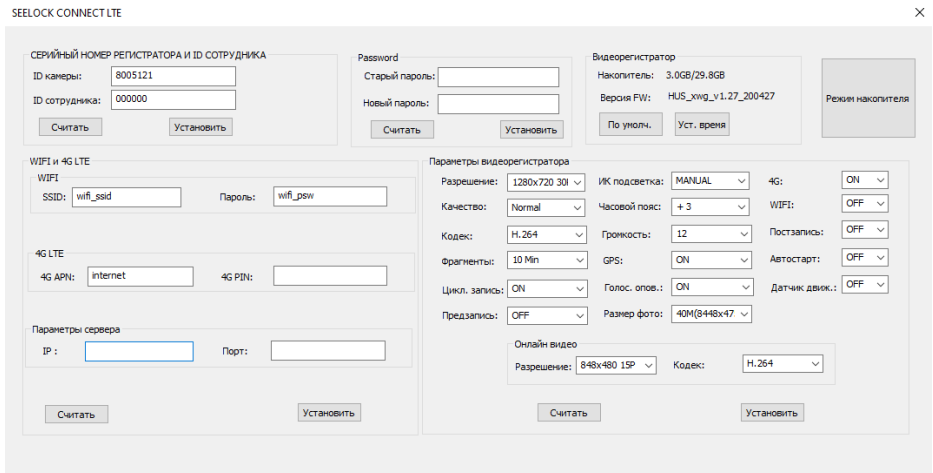 SEELOCK CONNECT LTE
СЕРИЙНЫЙ НОМЕР РЕГИСТРАТОРА И ID СОТРУДНИКА
ID камеры: 8005121
ID сотрудника: 000000
Считать Установить
Password
Старый пароль:
Новый пароль:
Считать Установить
Видеорегистратор
Накопитель: 3.0GB/29.8GB
Версия FW: HUS_xwg_v1.27_200427
По умолч. Уст. время
Режим накопителя
WIFI и 4G LTE
WIFI
SSID: wifi_ssid Пароль: wifi_psw
4G LTE
4G APN: internet 4G PIN:
Параметры сервера
IP : Порт:
Считать Установить
Параметры видеорегистратора
Разрешение: 1280x720 30 ИК подсветка: MANUAL 4G: ON
Качество: Normal Часовой пояс: + 3 WIFI: OFF
Кодек: H.264 Громкость: 12 Постзапись: OFF
Фрагменты: 10 Min GPS: ON Автостарт: OFF
Цикл. запись: ON Голос. опов.: ON Датчик движ.: OFF
Предзапись: OFF Размер фото: 40M(8448x47
Онлайн видео
Разрешение: 848x480 15P Кодек: H.264
Считать Установить